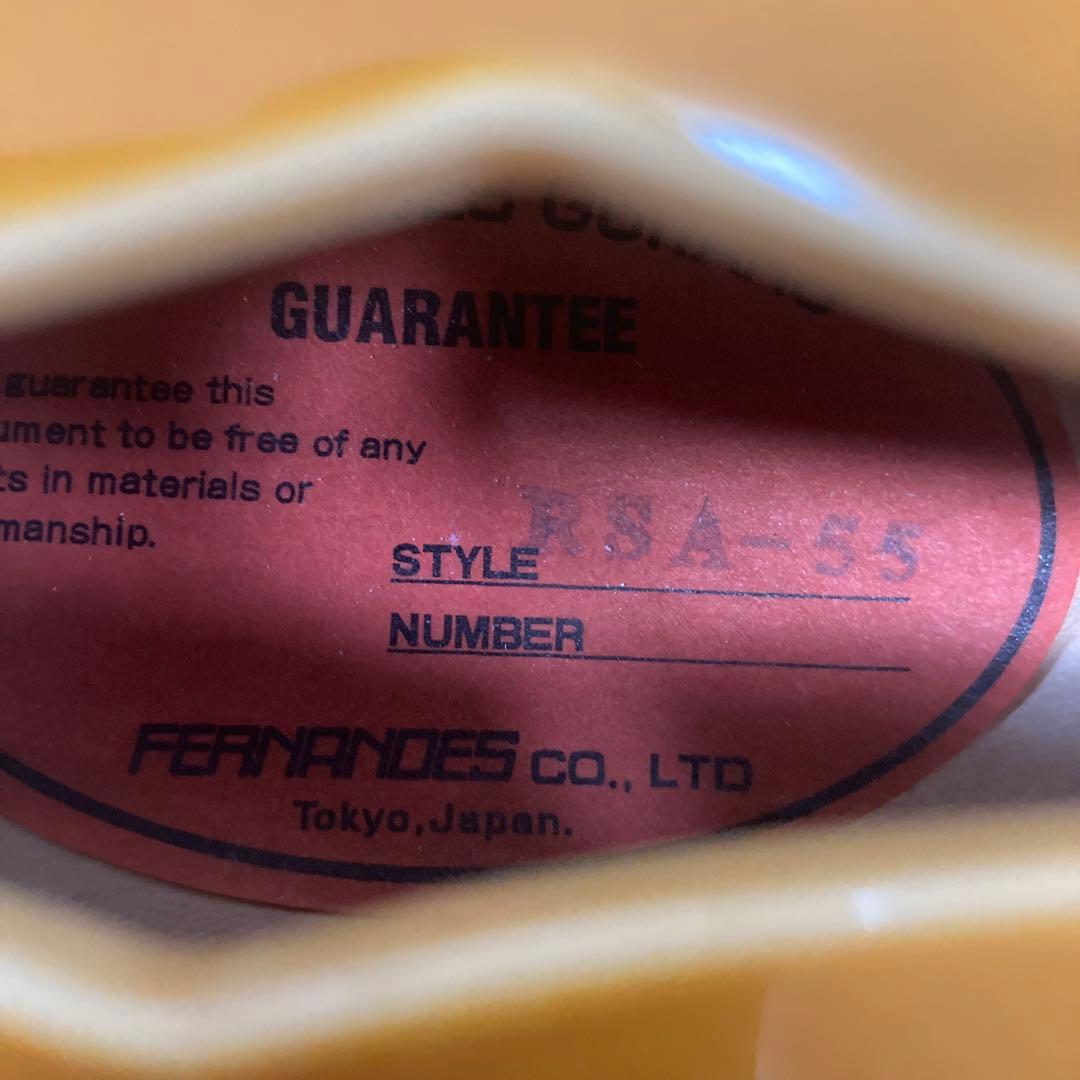 GUARANTEE
guarantee this
ument to be free of any
ts in materials or
manship.
STYLE RSA-55
NUMBER
FERNANDES CO., LTD
Tokyo, Japan.